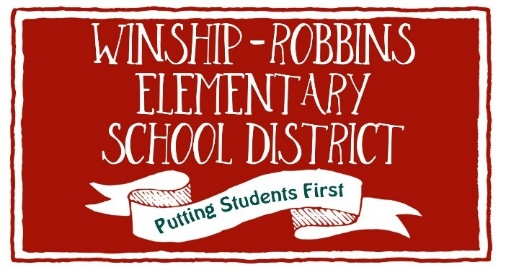 WINSHIP-ROBBINS
ELEMENTARY
SCHOOL DISTRICT
Putting Students First